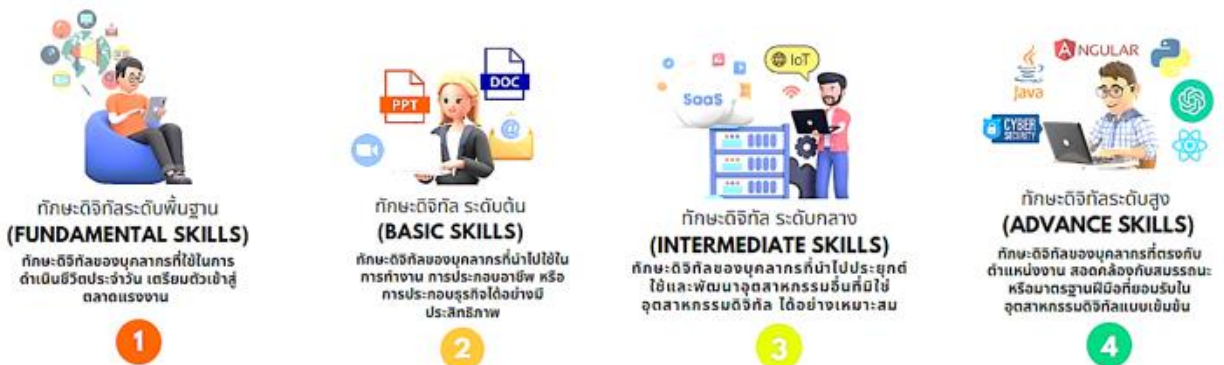 ทักษะดิจิทัลระดับพื้นฐาน
(FUNDAMENTAL SKILLS)
ทักษะดิจิทัลของบุคลากรที่ใช้ในการ
ดำเนินชีวิตประจำวัน เตรียมตัวเข้าสู่
ตลาดแรงงาน
1
PPT
DOC
@
ทักษะดิจิทัล ระดับต้น
(BASIC SKILLS)
ทักษะดิจิทัลของบุคลากรที่นำไปใช้ใน
การทำงาน การประกอบอาชีพ หรือ
การประกอบธุรกิจได้อย่างมี
ประสิทธิภาพ
2
SaaS
IoT
ทักษะดิจิทัล ระดับกลาง
(INTERMEDIATE SKILLS)
ทักษะดิจิทัลของบุคลากรที่นำไปประยุกต์
ใช้และพัฒนาอุตสาหกรรมอื่นที่มิใช่
อุตสาหกรรมดิจิทัล ได้อย่างเหมาะสม
3
ANGULAR
Java
CYBER
SECURITY
ทักษะดิจิทัลระดับสูง
(ADVANCE SKILLS)
ทักษะดิจิทัลของบุคลากรที่ตรงกับ
ตำแหน่งงาน สอดคล้องกับสมรรถนะ
หรือมาตรฐานฝีมือที่ยอมรับใน
อุตสาหกรรมดิจิทัลแบบเข้มข้น
4